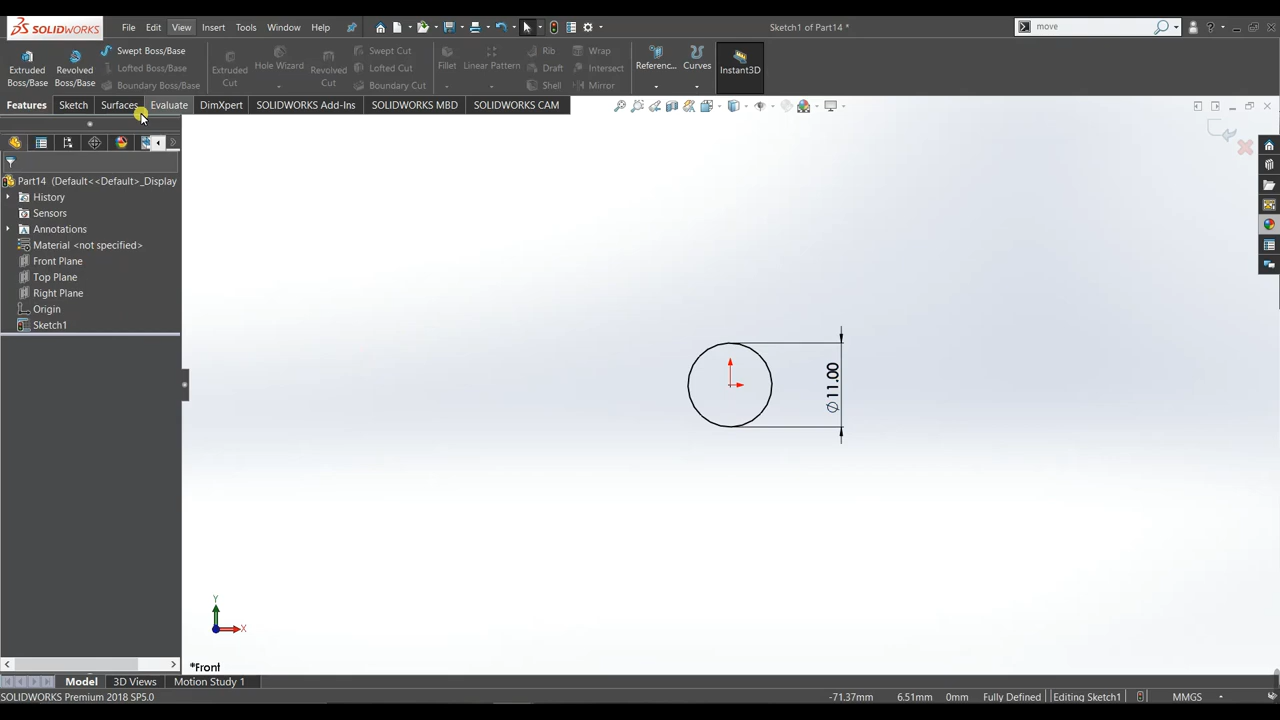 SOLIDWORKS File Edit View Insert Tools Window Help Sketch1 of Part14 * move ?
Extruded Boss/Base
Revolved Boss/Base
Swept Boss/Base
Lofted Boss/Base
Boundary Boss/Base
Extruded Cut
Hole Wizard
Revolved Cut
Swept Cut
Lofted Cut
Boundary Cut
Fillet
Linear Pattern
Rib
Draft
Shell
Wrap
Intersect
Mirror
Referenc...
Curves
Instant3D
Features Sketch Surfaces Evaluate DimXpert SOLIDWORKS Add-Ins SOLIDWORKS MBD SOLIDWORKS CAM
Part14 (Default<<Default>_Display
History
Sensors
Annotations
Material <not specified>
Front Plane
Top Plane
Right Plane
Origin
Sketch1
∅11.00
Y
X
*Front
Model 3D Views Motion Study 1
SOLIDWORKS Premium 2018 SP5.0 -71.37mm 6.51mm 0mm Fully Defined Editing Sketch1 MMGS